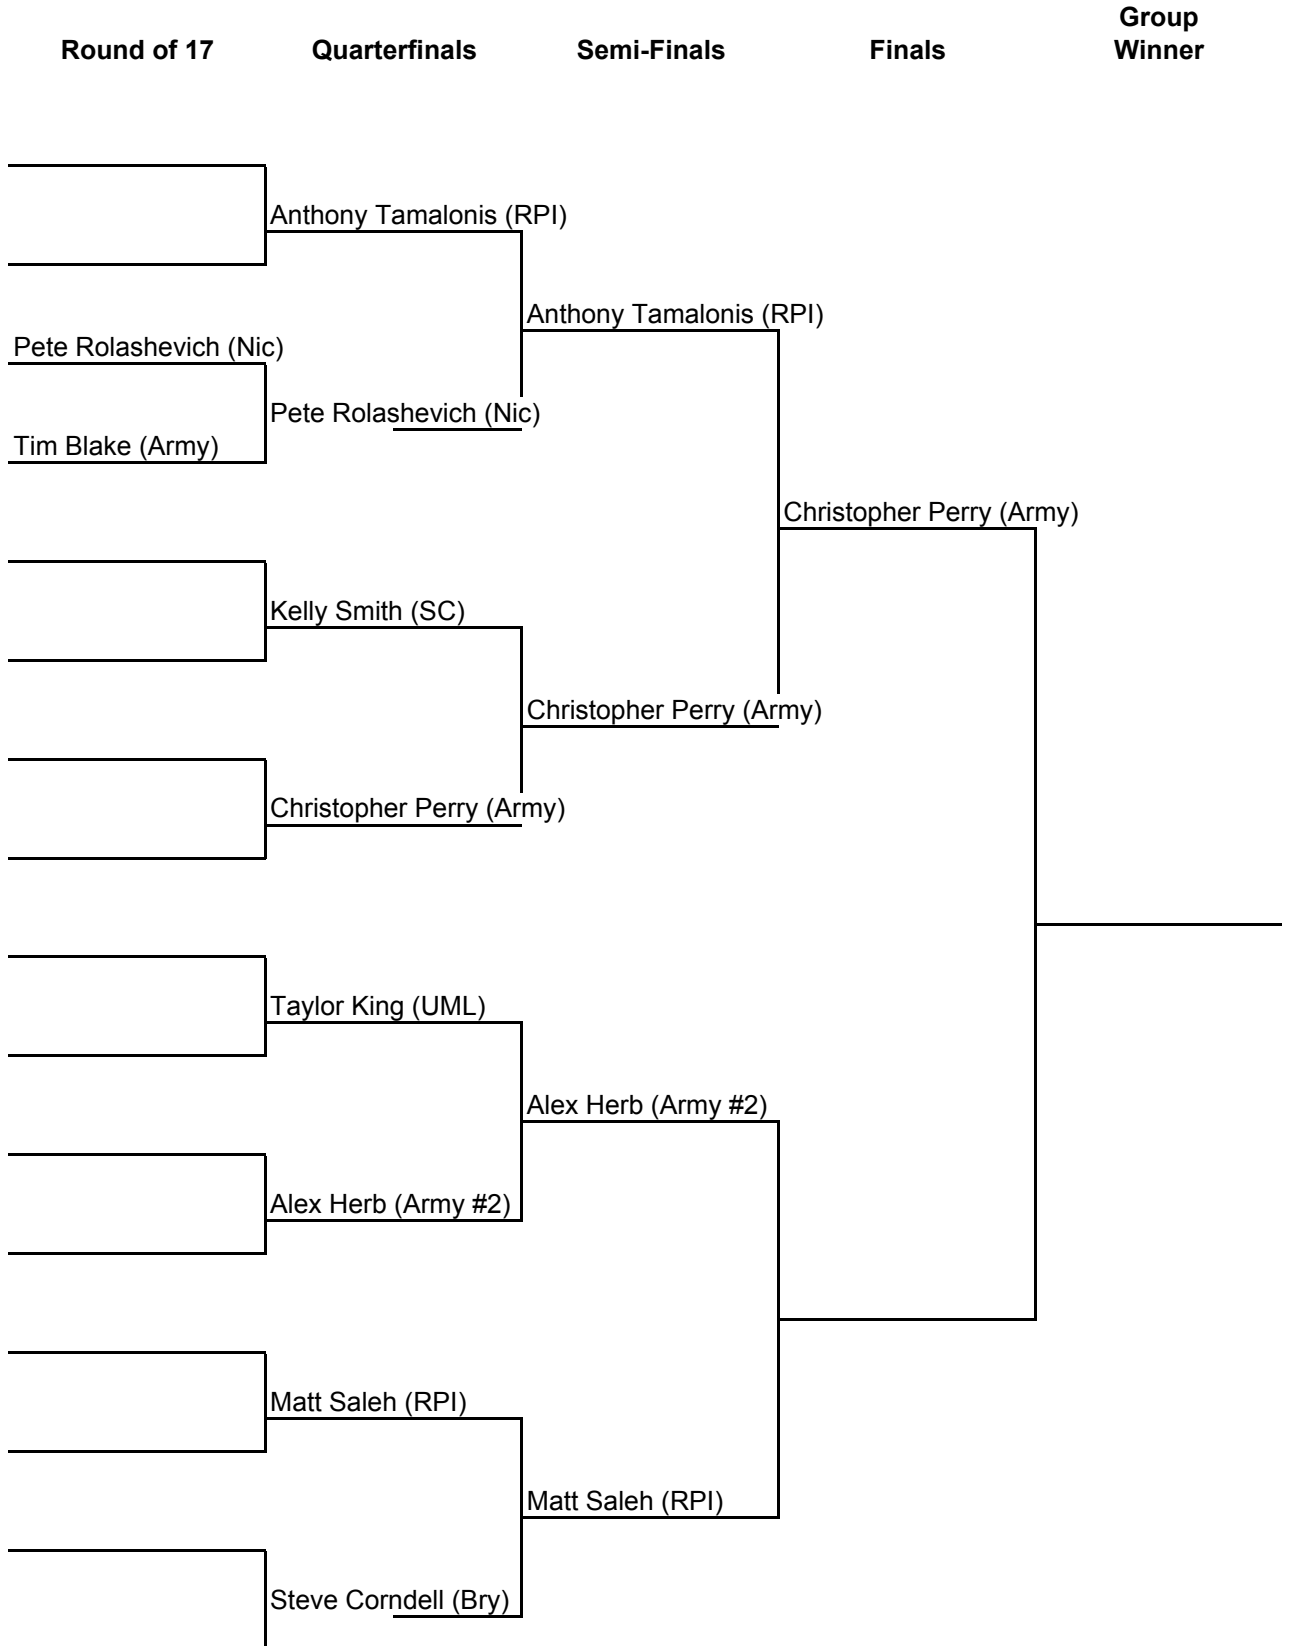 Group
Round of 17 Quarterfinals Semi-Finals Finals Winner
Anthony Tamalonis (RPI)
Anthony Tamalonis (RPI)
Pete Rolashevich (Nic)
Pete Rolashevich (Nic)
Tim Blake (Army)
Christopher Perry (Army)
Kelly Smith (SC)
Christopher Perry (Army)
Christopher Perry (Army)
Taylor King (UML)
Alex Herb (Army #2)
Alex Herb (Army #2)
Matt Saleh (RPI)
Matt Saleh (RPI)
Steve Corndell (Bry)